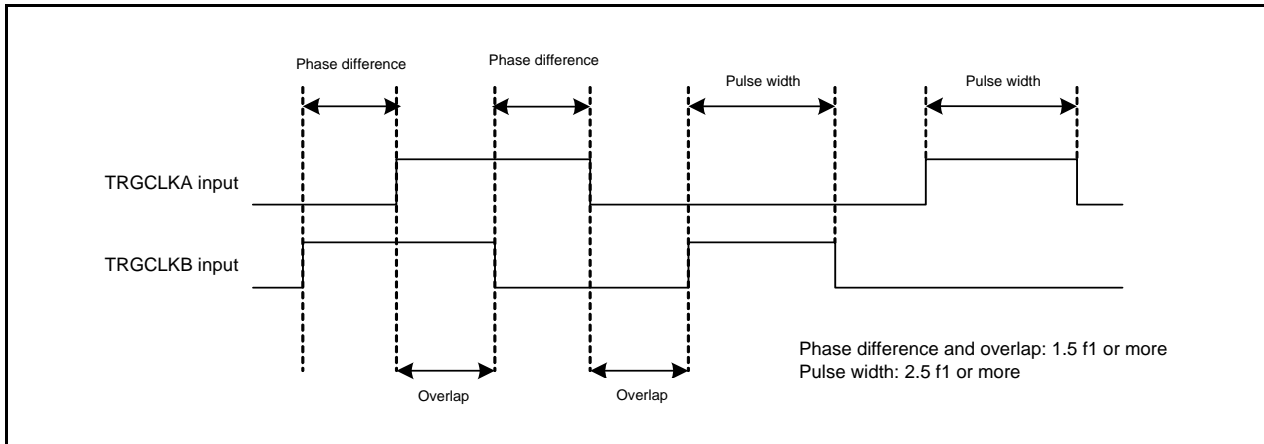 Phase difference
Phase difference
Pulse width
Pulse width
TRGCLKA input
TRGCLKB input
Phase difference and overlap: 1.5 f1 or more
Pulse width: 2.5 f1 or more
Overlap
Overlap